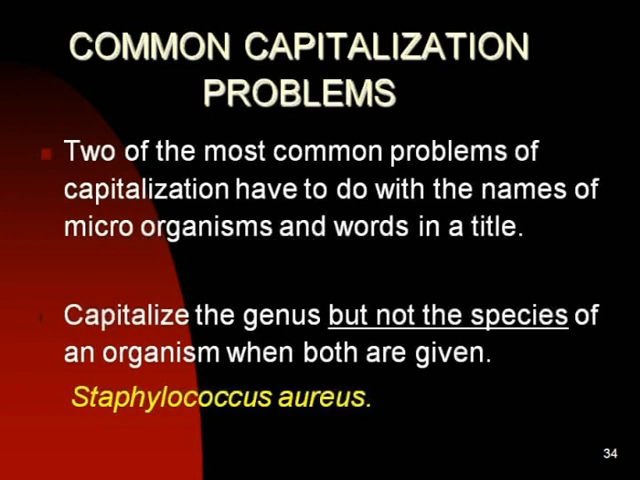 COMMON CAPITALIZATION
PROBLEMS
Two of the most common problems of
capitalization have to do with the names of
micro organisms and words in a title.
Capitalize the genus but not the species of
an organism when both are given.
Staphylococcus aureus.
34